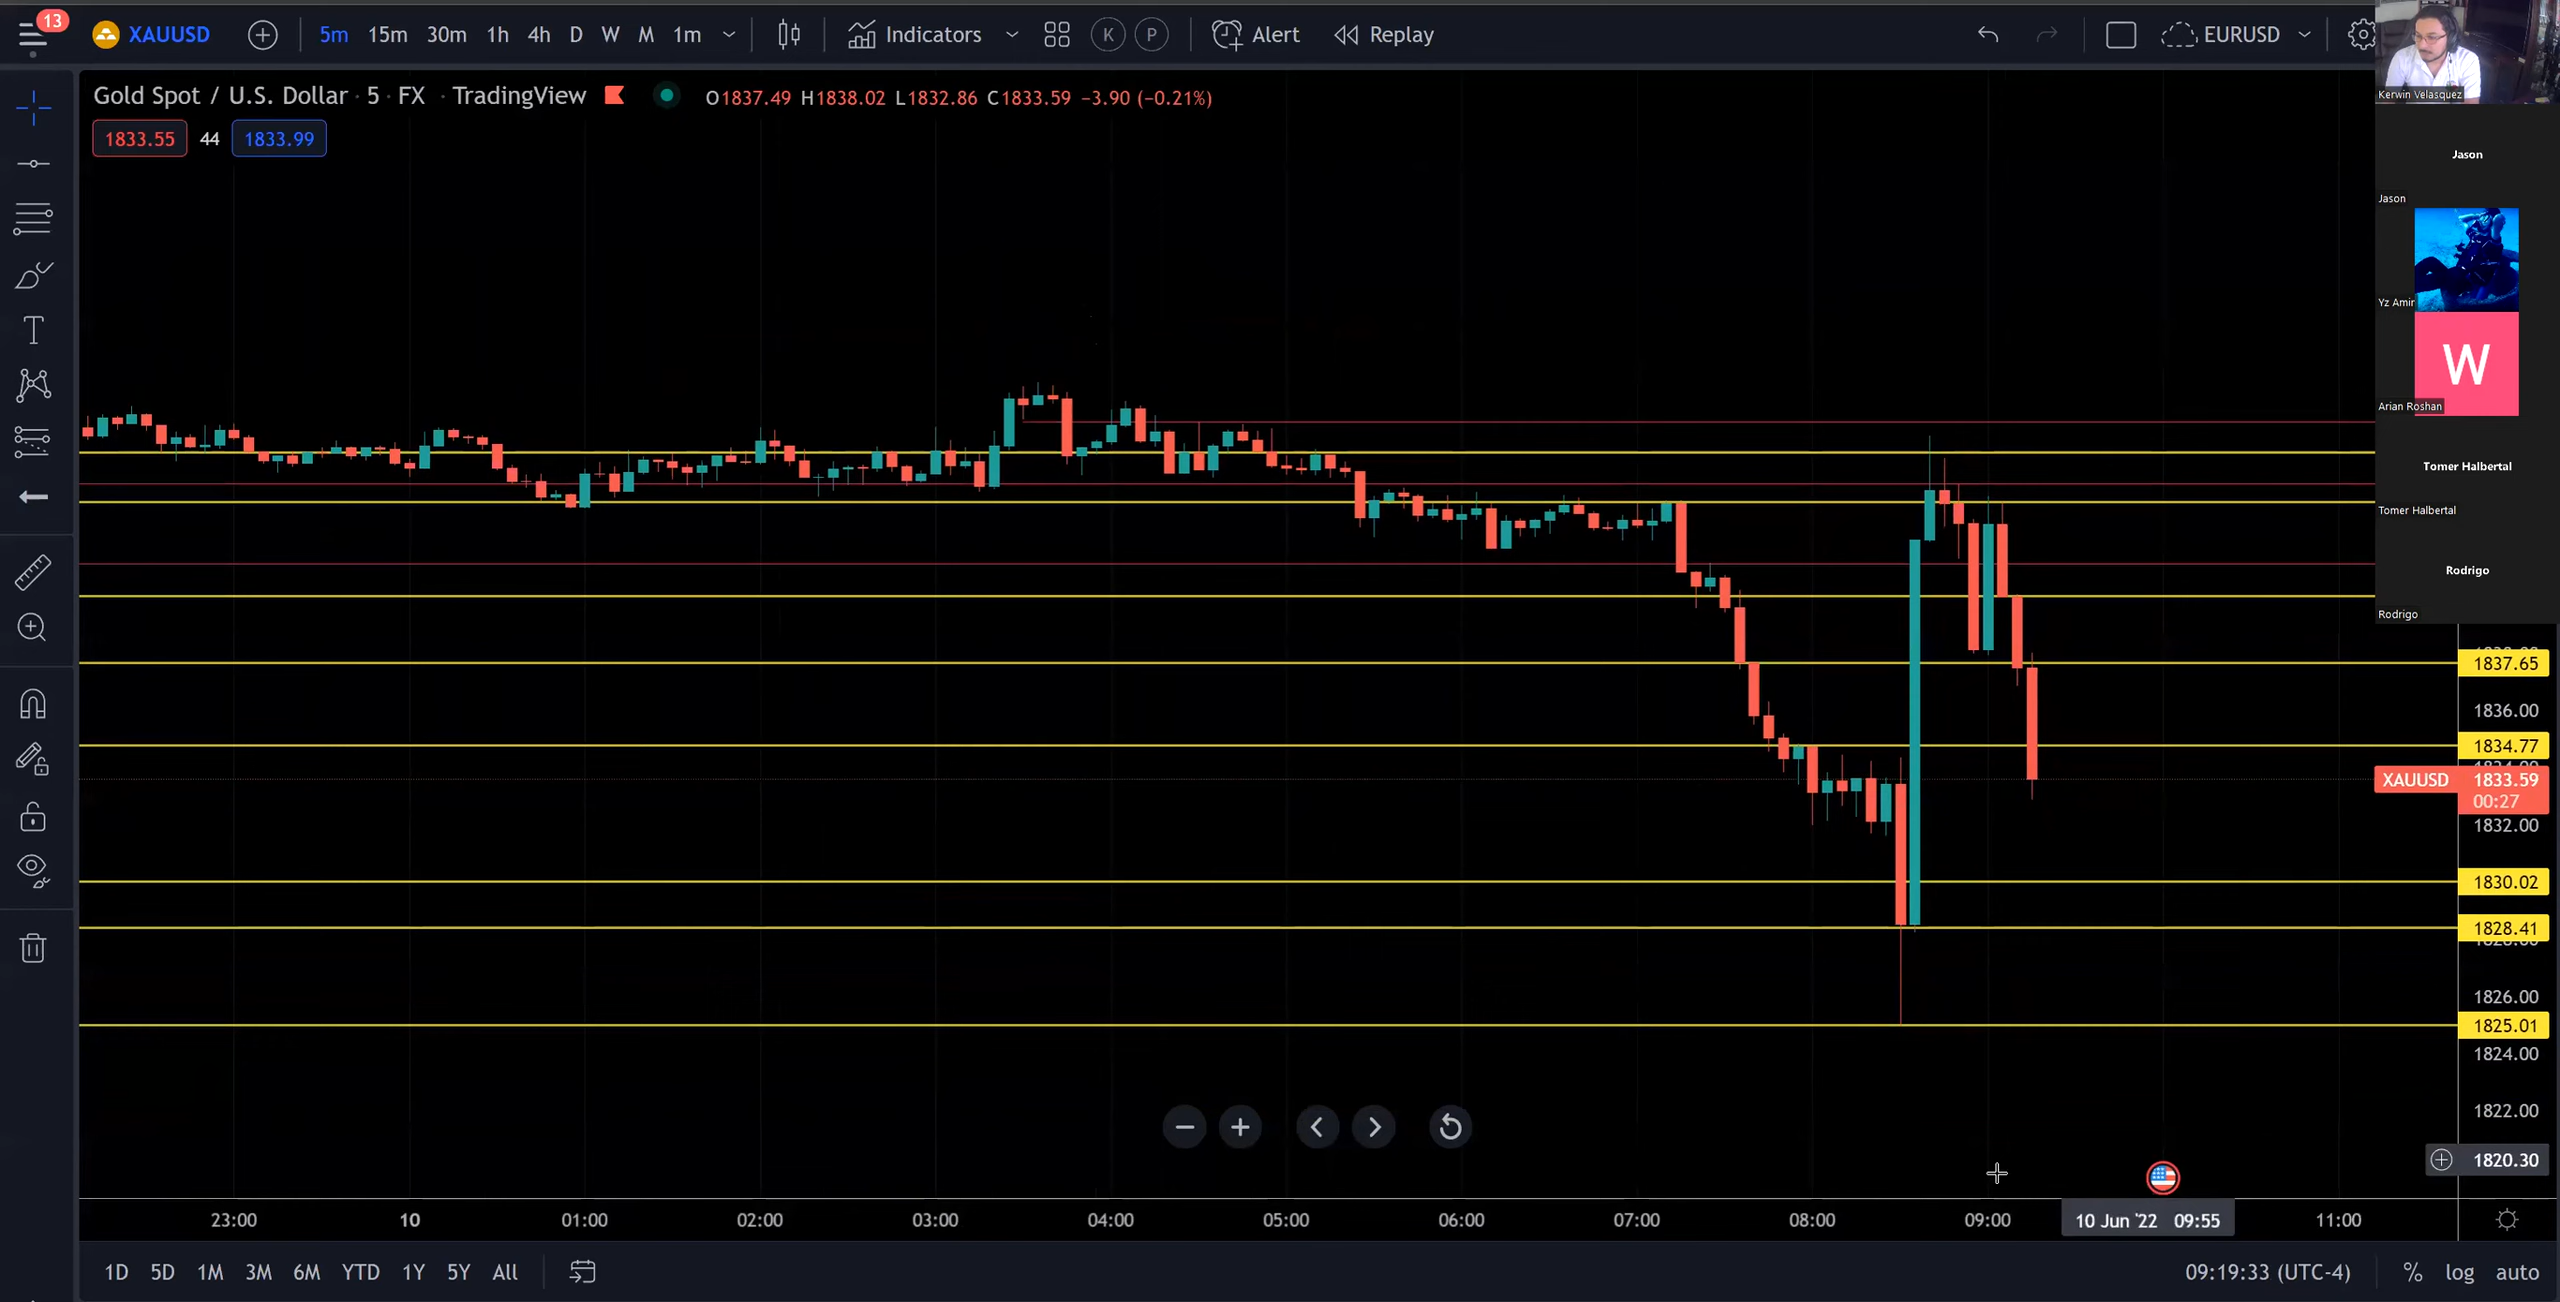 13
XAUUSD
5m 15m 30m 1h 4h D W M 1m
Indicators
K P
Alert
Replay
EURUSD
Gold Spot / U.S. Dollar · 5 · FX · TradingView
O1837.49 H1838.02 L1832.86 C1833.59 −3.90 (−0.21%)
1833.55 44 1833.99
Kerwin Velasquez
Jason
Jason
Yz Amir
W
Arian Roshan
Tomer Halbertal
Tomer Halbertal
Rodrigo
Rodrigo
1837.65
1836.00
1834.77
XAUUSD 1833.59
00:27
1832.00
1830.02
1828.41
1826.00
1825.01
1824.00
1822.00
1820.30
23:00 10 01:00 02:00 03:00 04:00 05:00 06:00 07:00 08:00 09:00 10 Jun '22 09:55 11:00
1D 5D 1M 3M 6M YTD 1Y 5Y All
09:19:33 (UTC-4) % log auto